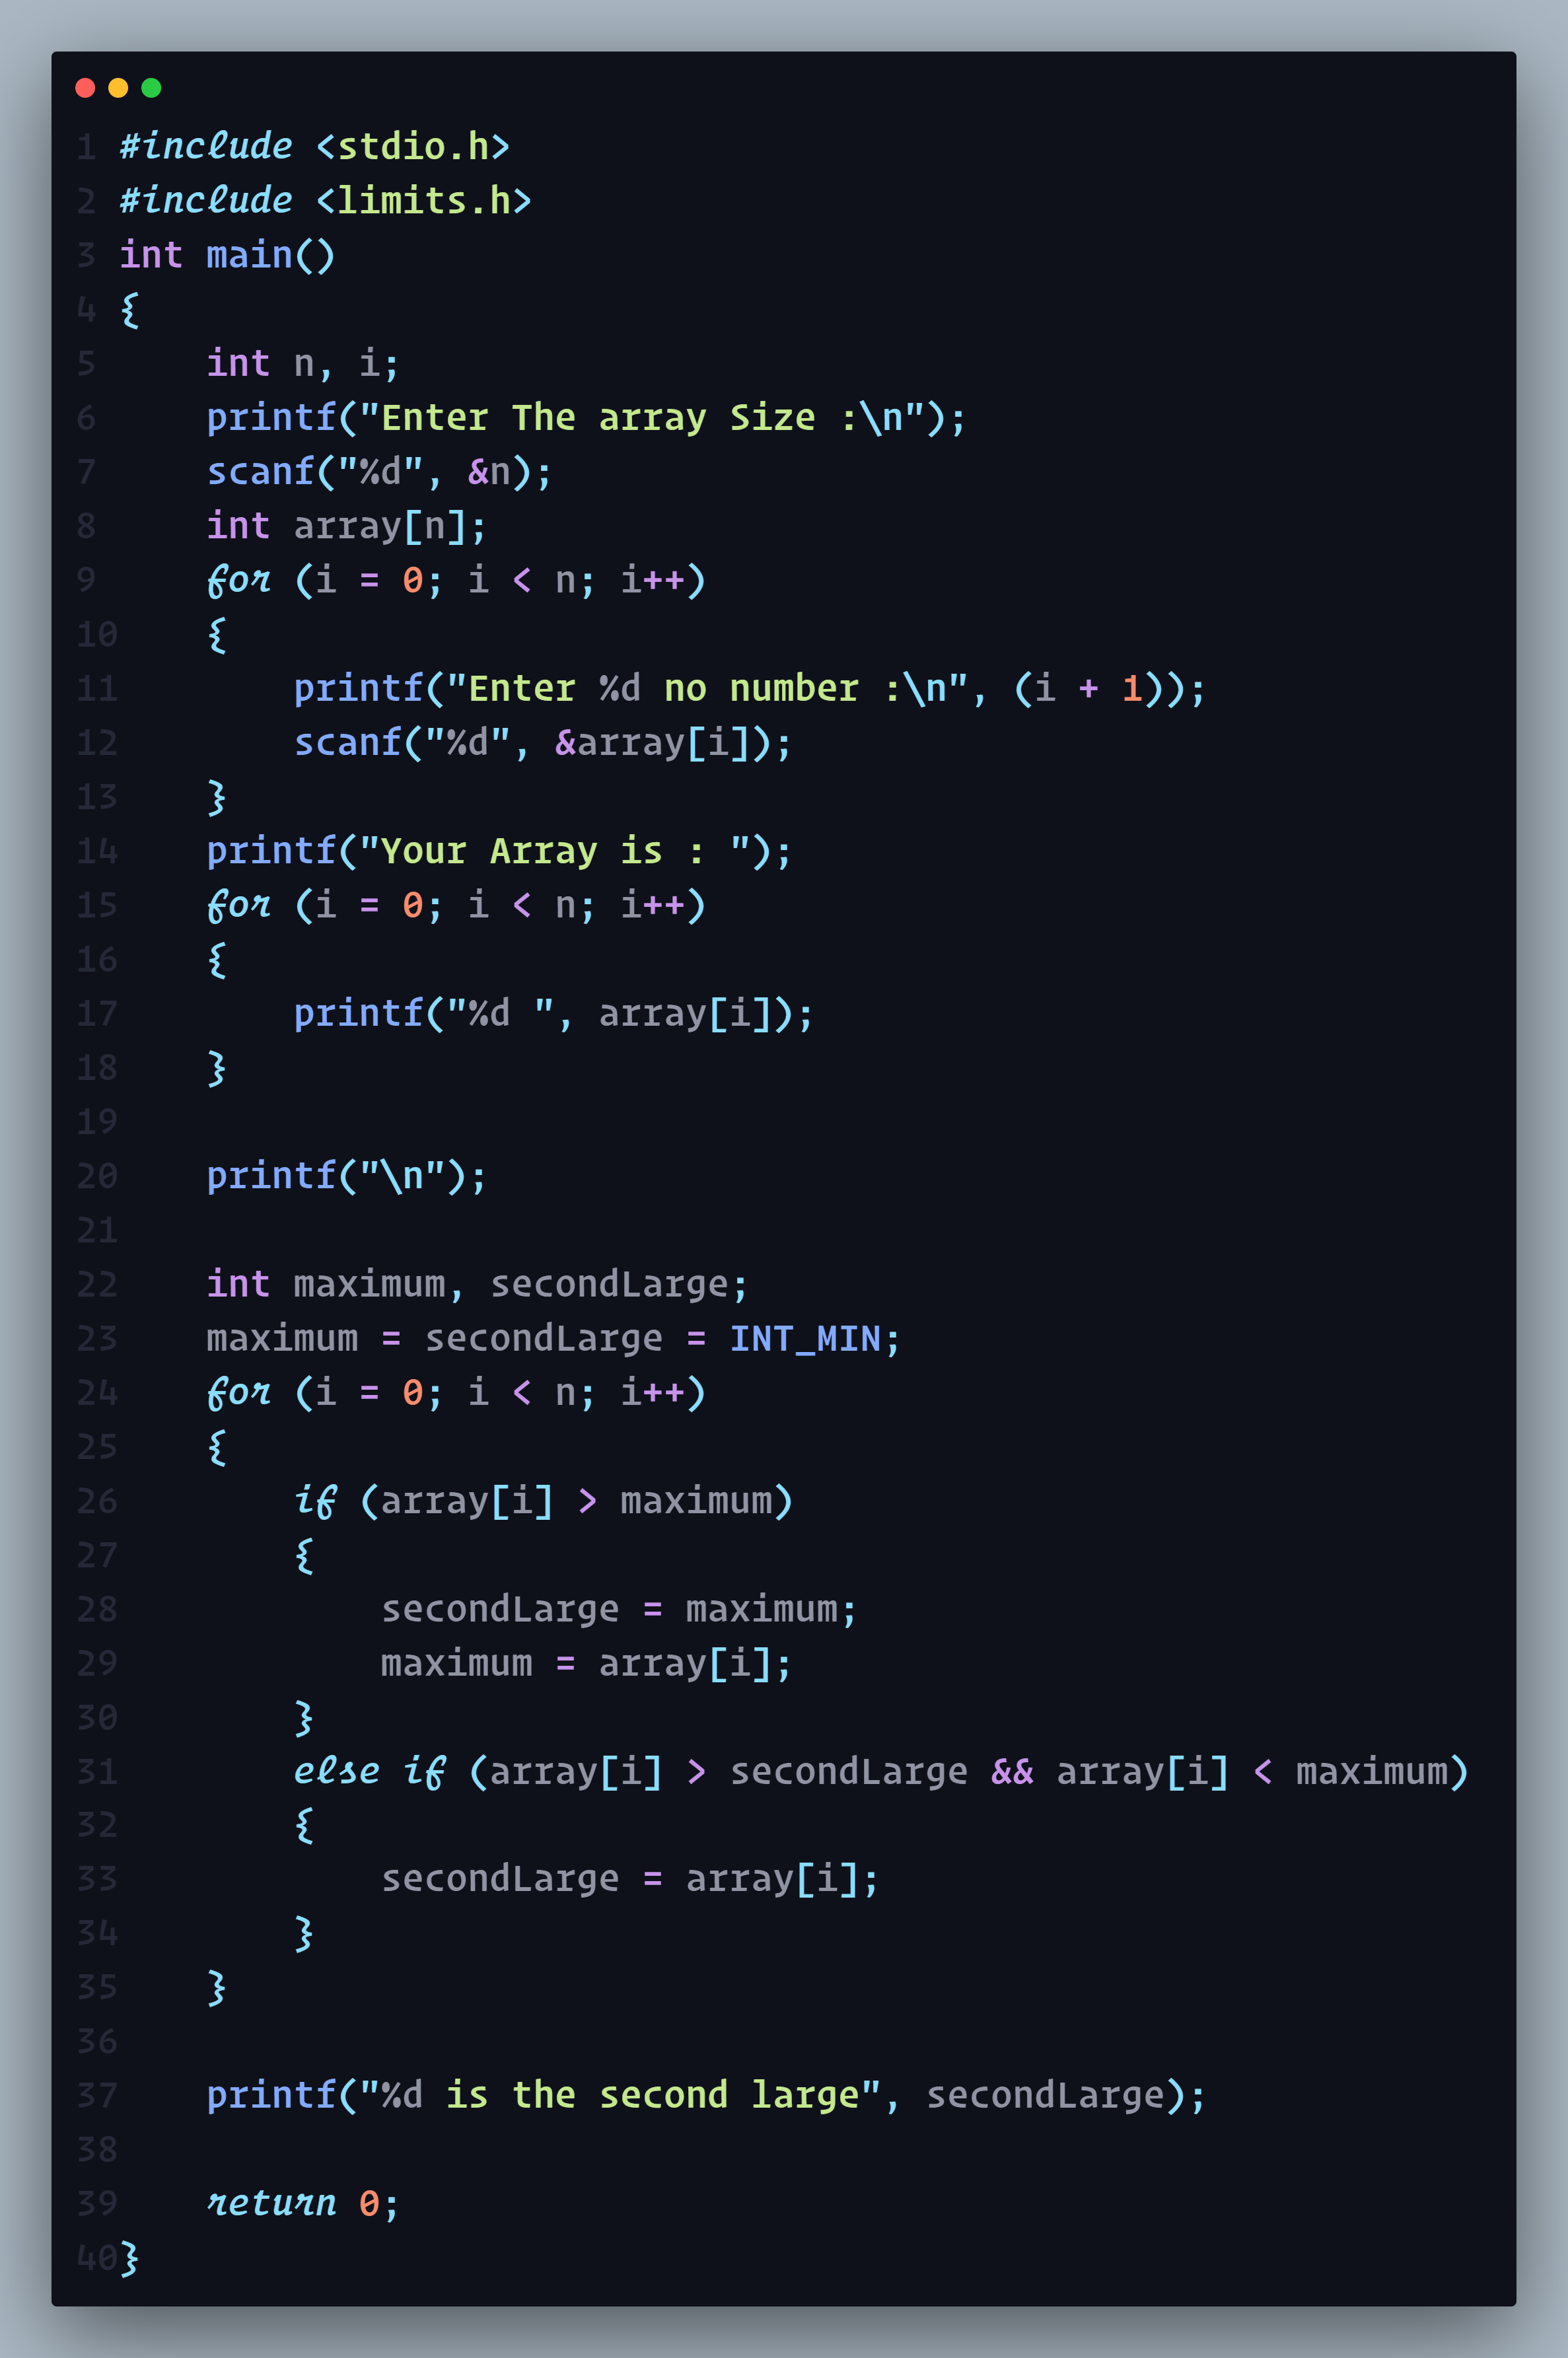 1 #include <stdio.h>
2 #include <limits.h>
3 int main()
4 {
5     int n, i;
6     printf("Enter The array Size :\n");
7     scanf("%d", &n);
8     int array[n];
9     for (i = 0; i < n; i++)
10    {
11        printf("Enter %d no number :\n", (i + 1));
12        scanf("%d", &array[i]);
13    }
14    printf("Your Array is : ");
15    for (i = 0; i < n; i++)
16    {
17        printf("%d ", array[i]);
18    }
19
20    printf("\n");
21
22    int maximum, secondLarge;
23    maximum = secondLarge = INT_MIN;
24    for (i = 0; i < n; i++)
25    {
26        if (array[i] > maximum)
27        {
28            secondLarge = maximum;
29            maximum = array[i];
30        }
31        else if (array[i] > secondLarge && array[i] < maximum)
32        {
33            secondLarge = array[i];
34        }
35    }
36
37    printf("%d is the second large", secondLarge);
38
39    return 0;
40}